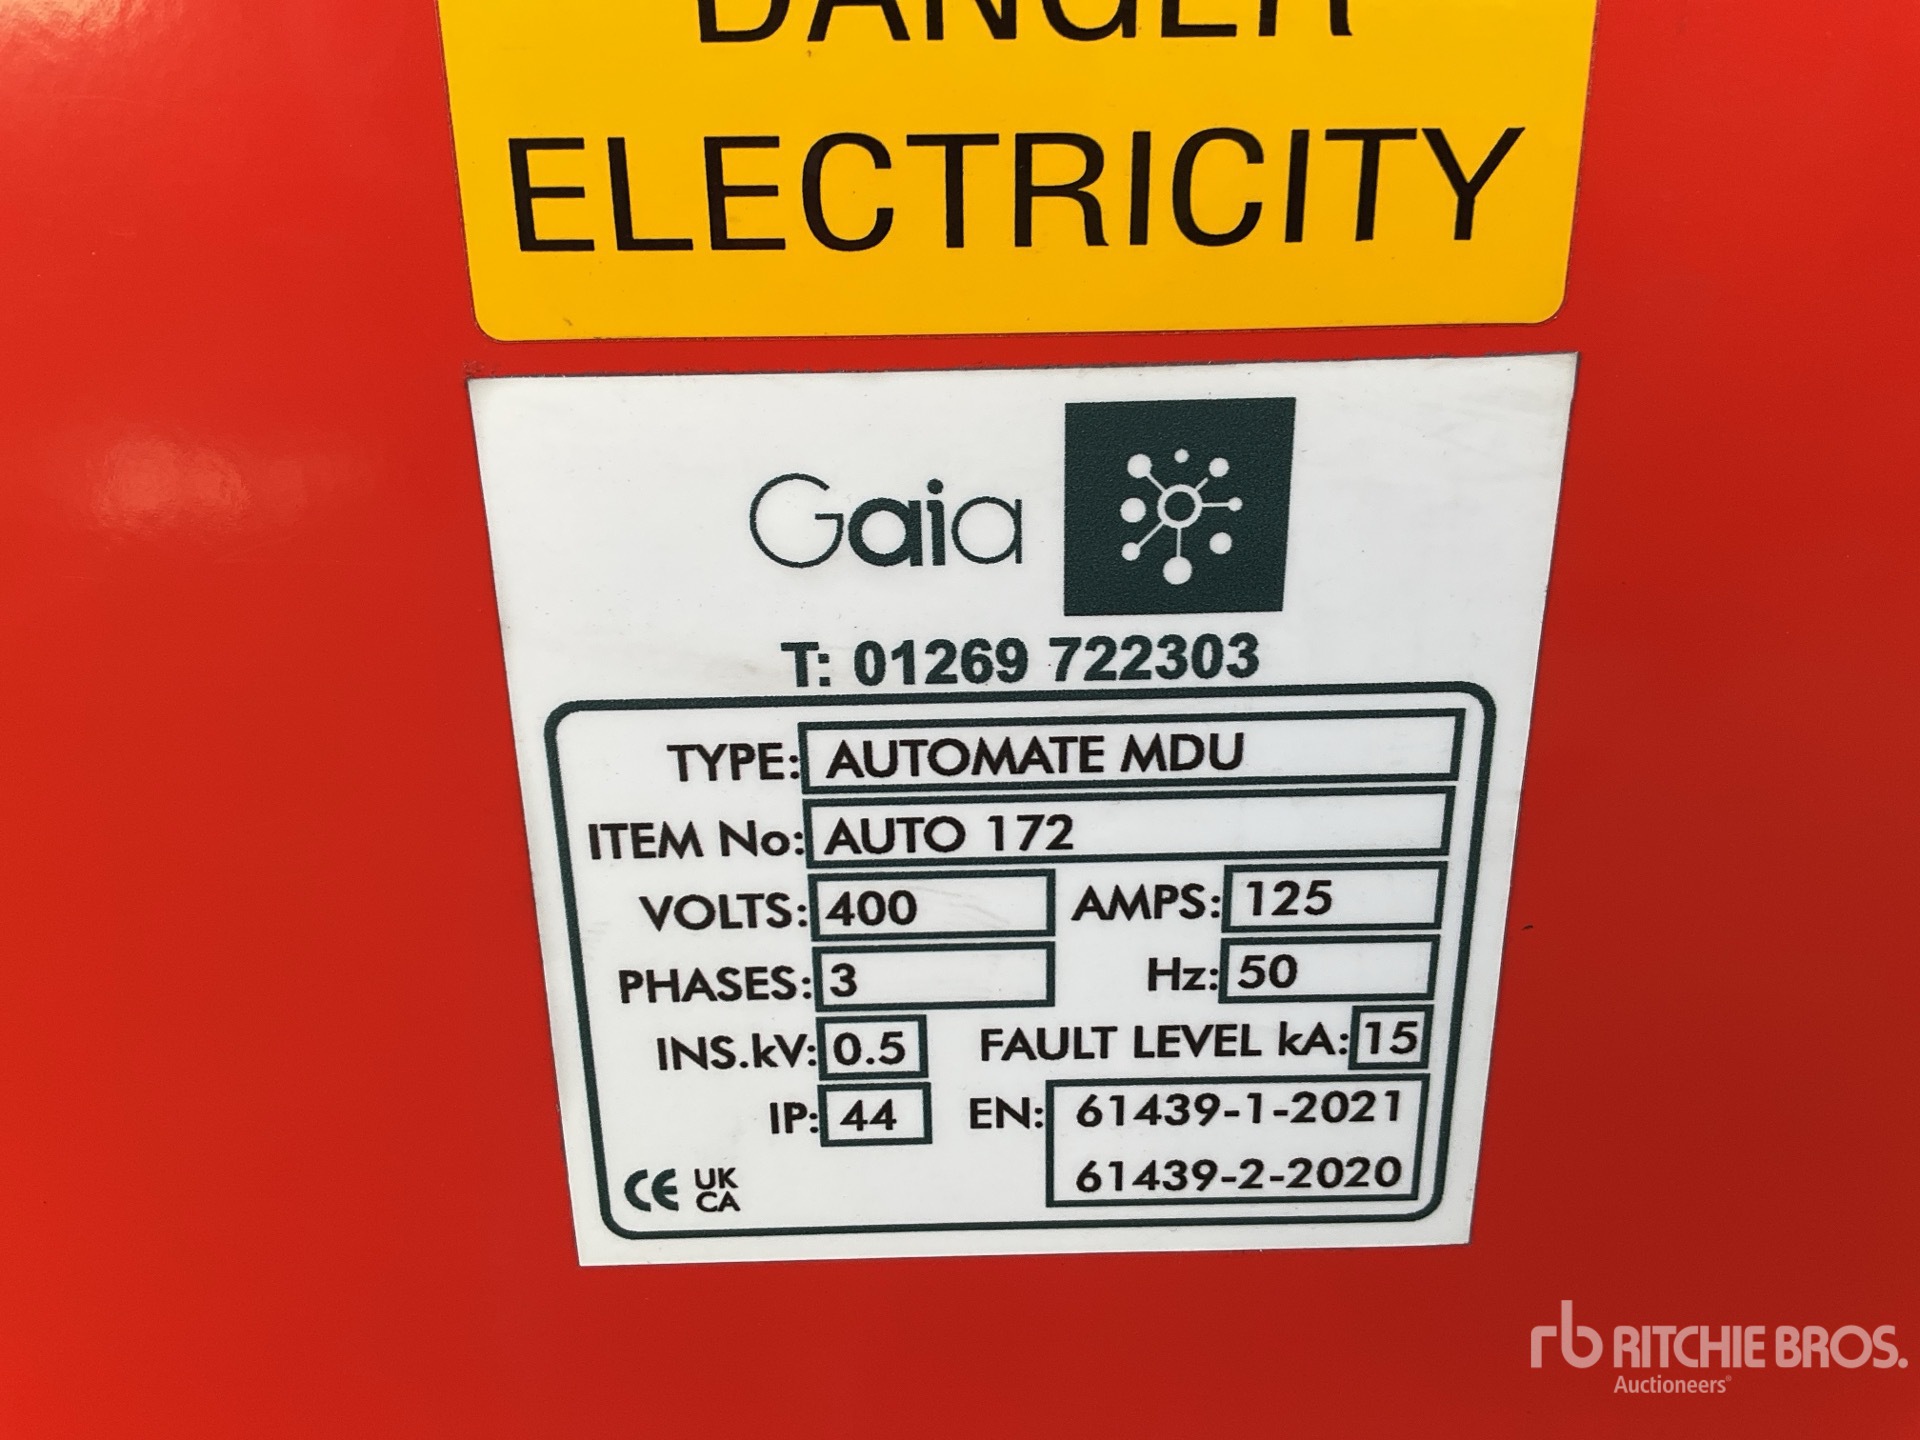 DANGER
ELECTRICITY
Gaia
T: 01269 722303
TYPE: AUTOMATE MDU
ITEM No: AUTO 172
VOLTS: 400 AMPS: 125
PHASES: 3 Hz: 50
INS.kV: 0.5 FAULT LEVEL kA: 15
IP: 44 EN: 61439-1-2021
61439-2-2020
CE UK
CA
rb RITCHIE BROS.
Auctioneers